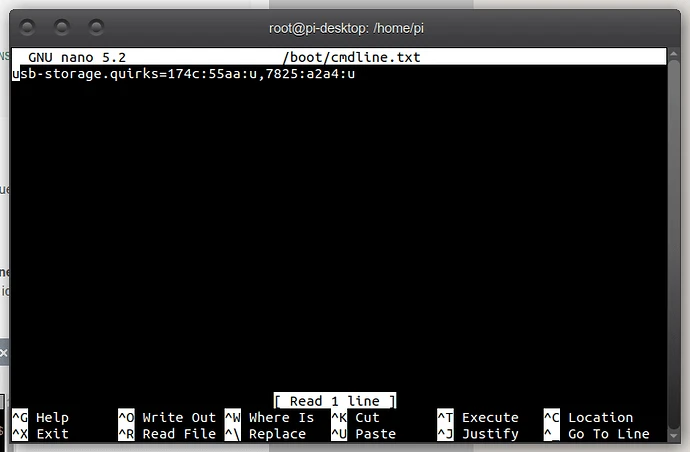 root@pi-desktop: /home/pi
GNU nano 5.2 /boot/cmdline.txt
usb-storage.quirks=174c:55aa:u,7825:a2a4:u
[ Read 1 line ]
^G Help ^O Write Out ^W Where Is ^K Cut ^T Execute ^C Location
^X Exit ^R Read File ^\ Replace ^U Paste ^J Justify ^_ Go To Line